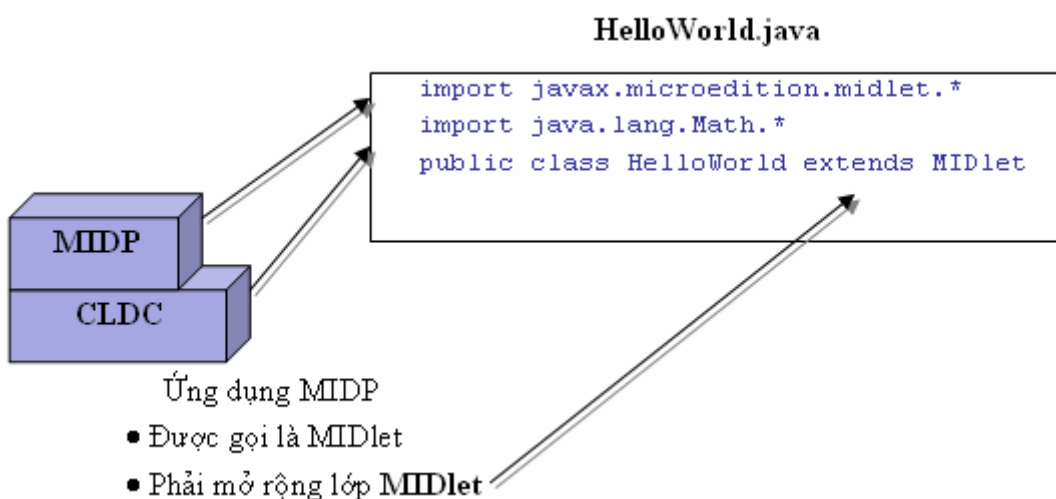 HelloWorld.java
import javax.microedition.midlet.*
import java.lang.Math.*
public class HelloWorld extends MIDlet
MIDP
CLDC
Ứng dụng MIDP
• Được gọi là MIDlet
• Phải mở rộng lớp MIDlet